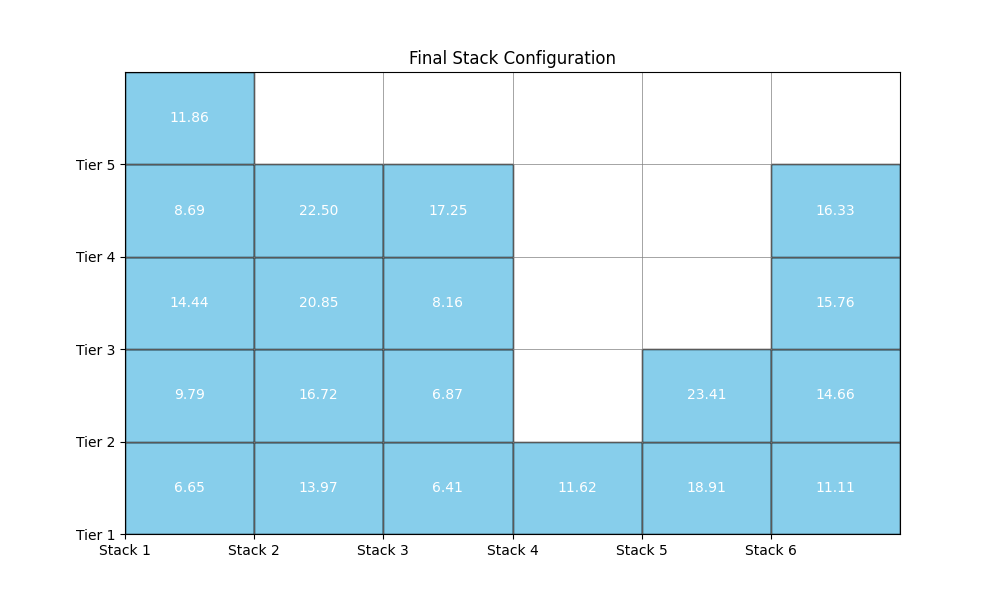 Final Stack Configuration
11.86
Tier 5
8.69 22.50 17.25 16.33
Tier 4
14.44 20.85 8.16 15.76
Tier 3
9.79 16.72 6.87 23.41 14.66
Tier 2
6.65 13.97 6.41 11.62 18.91 11.11
Tier 1
Stack 1 Stack 2 Stack 3 Stack 4 Stack 5 Stack 6